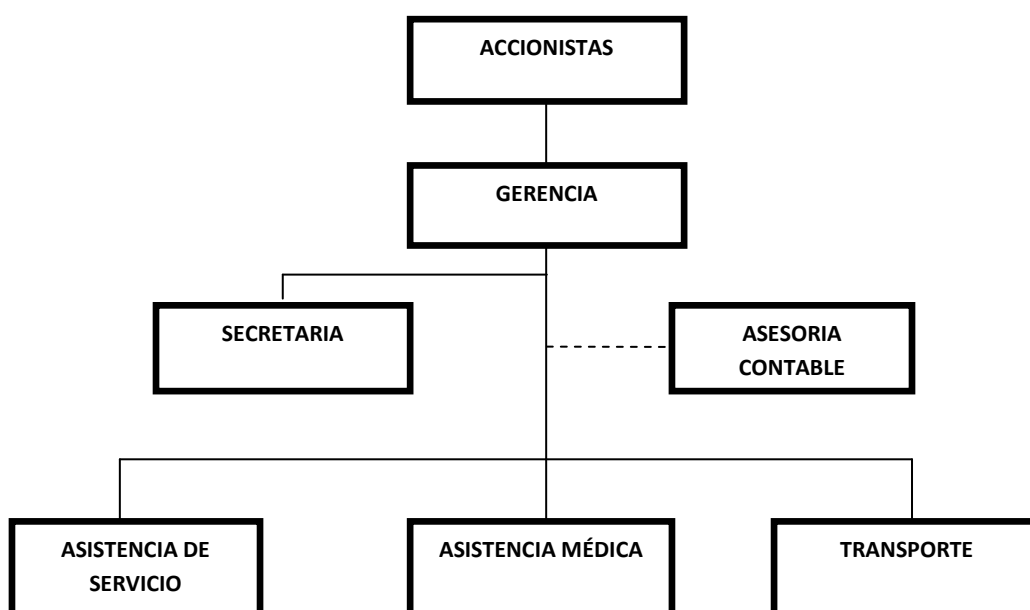 ACCIONISTAS
GERENCIA
SECRETARIA
ASESORIA
CONTABLE
ASISTENCIA DE
SERVICIO
ASISTENCIA MÉDICA
TRANSPORTE